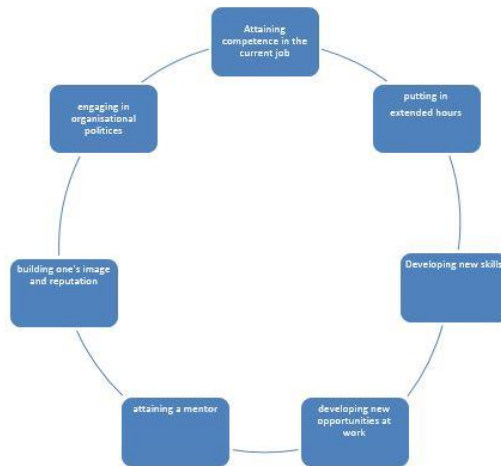 Attaining
competence in the
current job
putting in
extended hours
Developing new skills
developing new
opportunities at
work
attaining a mentor
building one's image
and reputation
engaging in
organisational
politices